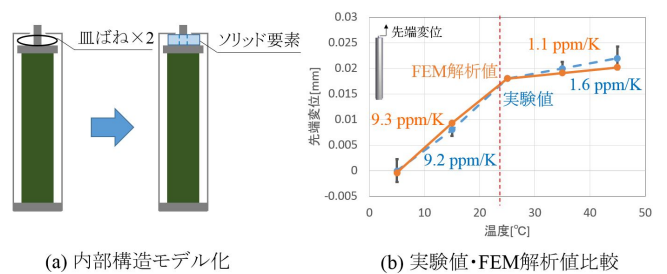 皿ばね×2
ソリッド要素
(a) 内部構造モデル化
先端変位[mm]
0.03
0.025
0.02
0.015
0.01
0.005
0
-0.005
先端変位
1.1 ppm/K
FEM解析値
実験値
1.6 ppm/K
9.3 ppm/K
9.2 ppm/K
0 10 20 30 40 50
温度[℃]
(b) 実験値・FEM解析値比較